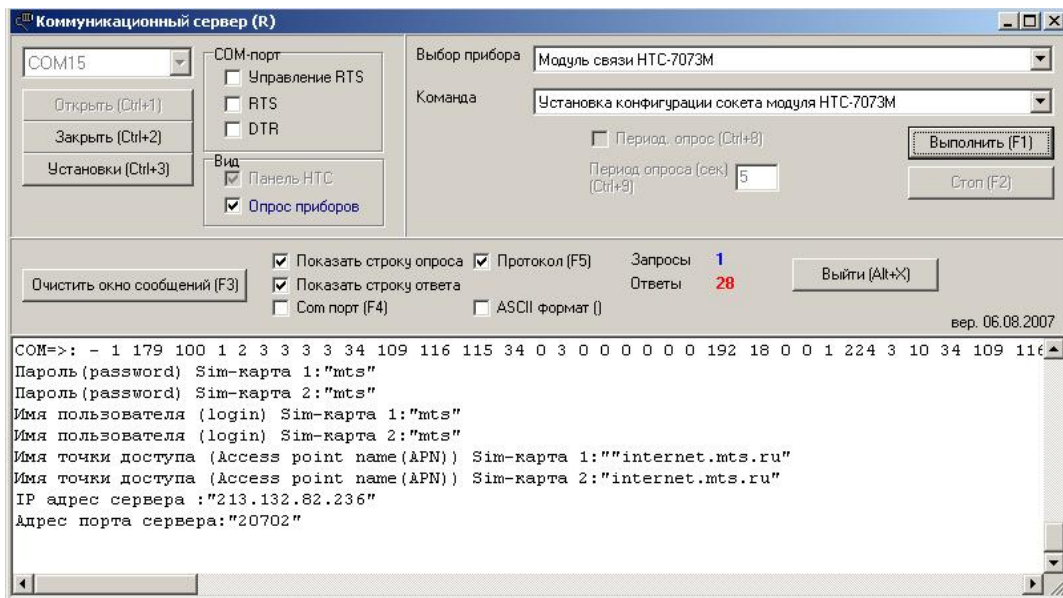 Коммуникационный сервер (R)
COM15
Открыть (Ctrl+1)
Закрыть (Ctrl+2)
Установки (Ctrl+3)
COM-порт
Управление RTS
RTS
DTR
Вид
Панель НТС
Опрос приборов
Выбор прибора
Модуль связи НТС-7073М
Команда
Установка конфигурации сокета модуля НТС-7073М
Период. опрос (Ctrl+8)
Период опроса (сек)
(Ctrl+9)
5
Выполнить (F1)
Стоп (F2)
Очистить окно сообщений (F3)
Показать строку опроса
Показать строку ответа
Com порт (F4)
Протокол (F5)
ASCII формат ()
Запросы 1
Ответы 28
Выйти (Alt+X)
вер. 06.08.2007
COM=>: - 1 179 100 1 2 3 3 3 3 34 109 116 115 34 0 3 0 0 0 0 0 0 192 18 0 0 1 224 3 10 34 109 116
Пароль(password) Sim-карта 1:"mts"
Пароль(password) Sim-карта 2:"mts"
Имя пользователя (login) Sim-карта 1:"mts"
Имя пользователя (login) Sim-карта 2:"mts"
Имя точки доступа (Access point name(APN)) Sim-карта 1:""internet.mts.ru"
Имя точки доступа (Access point name(APN)) Sim-карта 2:"internet.mts.ru"
IP адрес сервера :"213.132.82.236"
Адрес порта сервера:"20702"